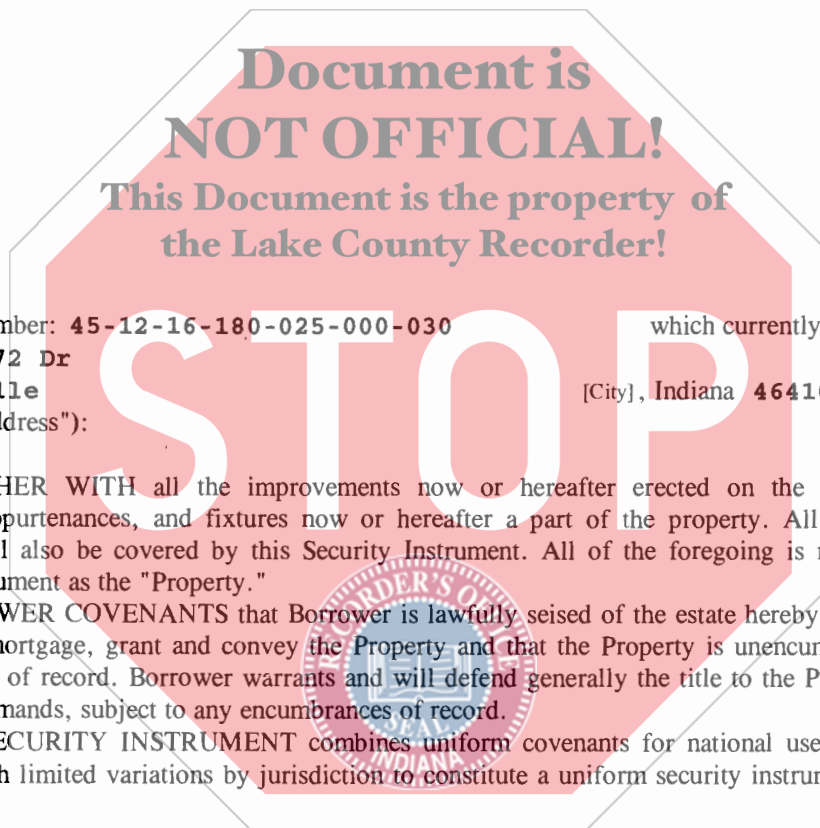 Document is
NOT OFFICIAL!
This Document is the property of
the Lake County Recorder!
STOP
mber: 45-12-16-180-025-000-030 which currently
72 Dr
lle [City], Indiana 4641
ddress"):
HER WITH all the improvements now or hereafter erected on the
ppurtenances, and fixtures now or hereafter a part of the property. All
l also be covered by this Security Instrument. All of the foregoing is
ument as the "Property."
WER COVENANTS that Borrower is lawfully seised of the estate hereby
nortgage, grant and convey the Property and that the Property is unencun
of record. Borrower warrants and will defend generally the title to the P
mands, subject to any encumbrances of record.
ECURITY INSTRUMENT combines uniform covenants for national use
h limited variations by jurisdiction to constitute a uniform security instrun
RECORDER'S OFFICE
SEAL
INDIANA